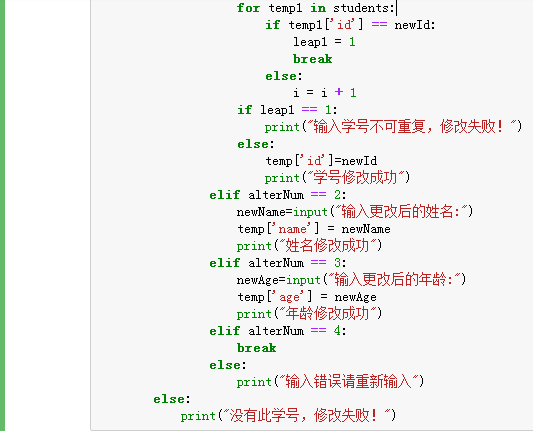 for temp1 in students:
if temp1['id'] == newId:
leap1 = 1
break
else:
i = i + 1
if leap1 == 1:
print("输入学号不可重复，修改失败！")
else:
temp['id']=newId
print("学号修改成功")
elif alterNum == 2:
newName=input("输入更改后的姓名:")
temp['name'] = newName
print("姓名修改成功")
elif alterNum == 3:
newAge=input("输入更改后的年龄:")
temp['age'] = newAge
print("年龄修改成功")
elif alterNum == 4:
break
else:
print("输入错误请重新输入")
else:
print("没有此学号，修改失败！")